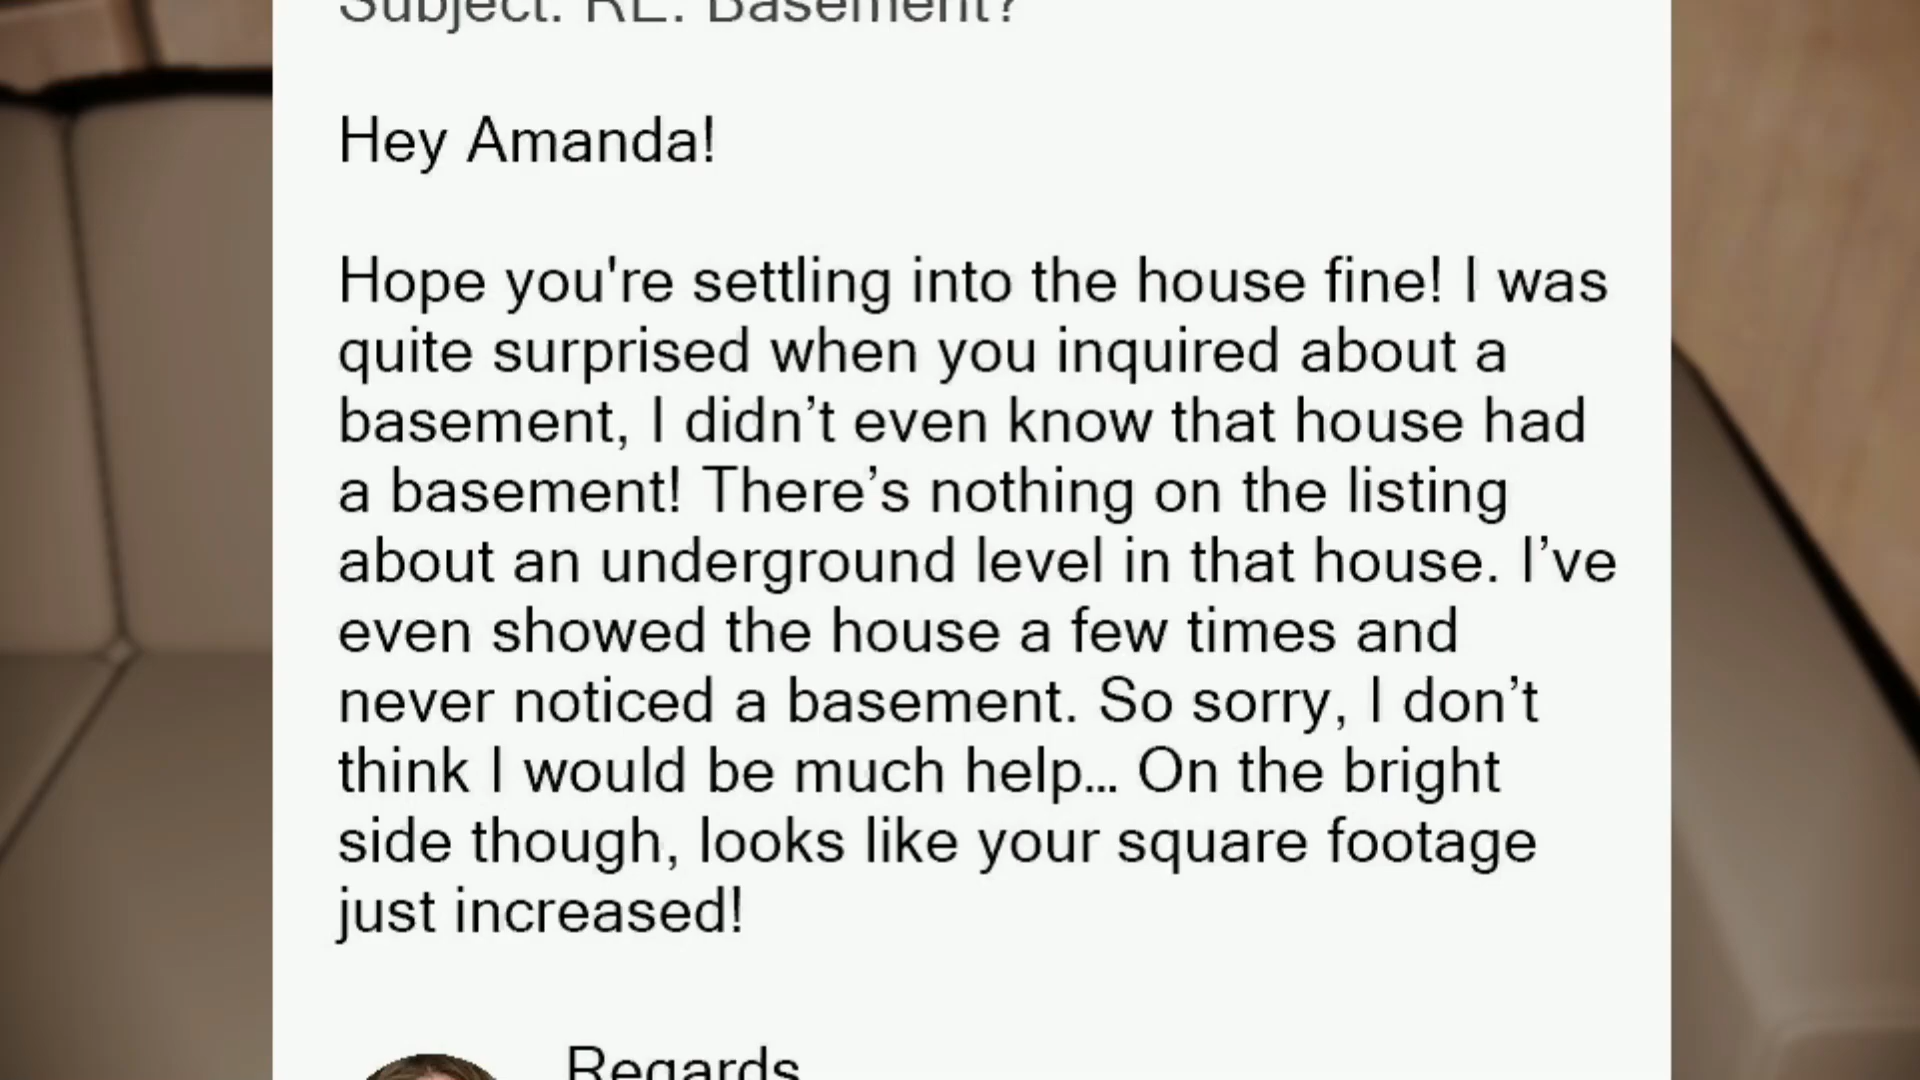 Subject: RE: Basement?
Hey Amanda!
Hope you're settling into the house fine! I was
quite surprised when you inquired about a
basement, I didn’t even know that house had
a basement! There’s nothing on the listing
about an underground level in that house. I’ve
even showed the house a few times and
never noticed a basement. So sorry, I don’t
think I would be much help... On the bright
side though, looks like your square footage
just increased!
Regards